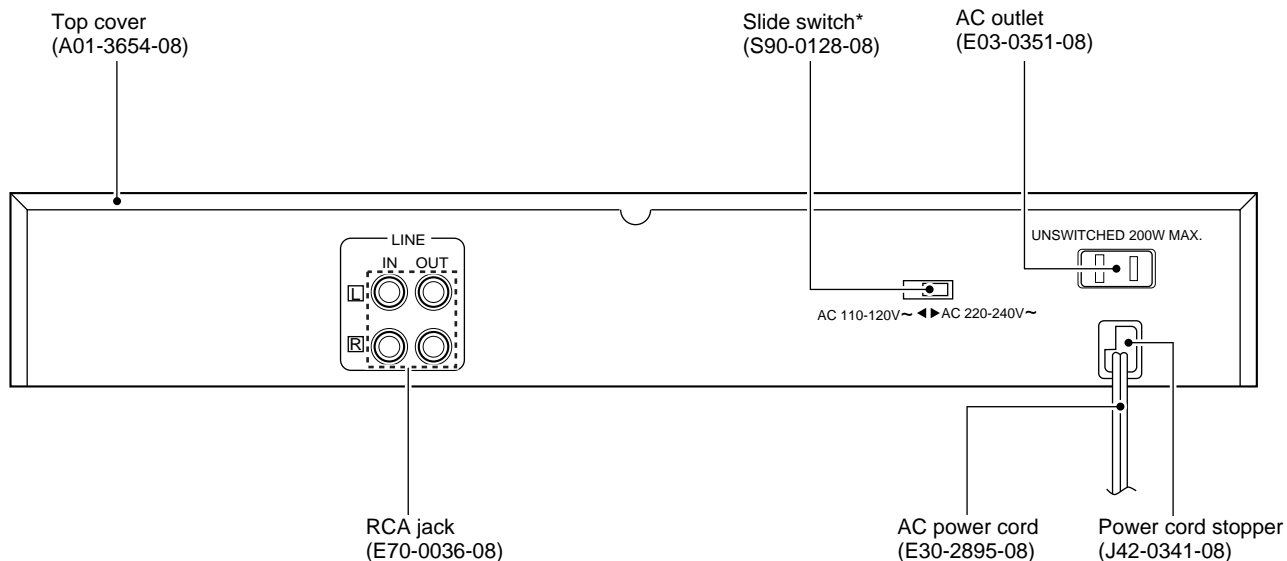 Top cover
(A01-3654-08)
Slide switch*
(S90-0128-08)
AC outlet
(E03-0351-08)
UNSWITCHED 200W MAX.
LINE
IN OUT
L
R
AC 110-120V~ ◀ ▶ AC 220-240V~
RCA jack
(E70-0036-08)
AC power cord
(E30-2895-08)
Power cord stopper
(J42-0341-08)